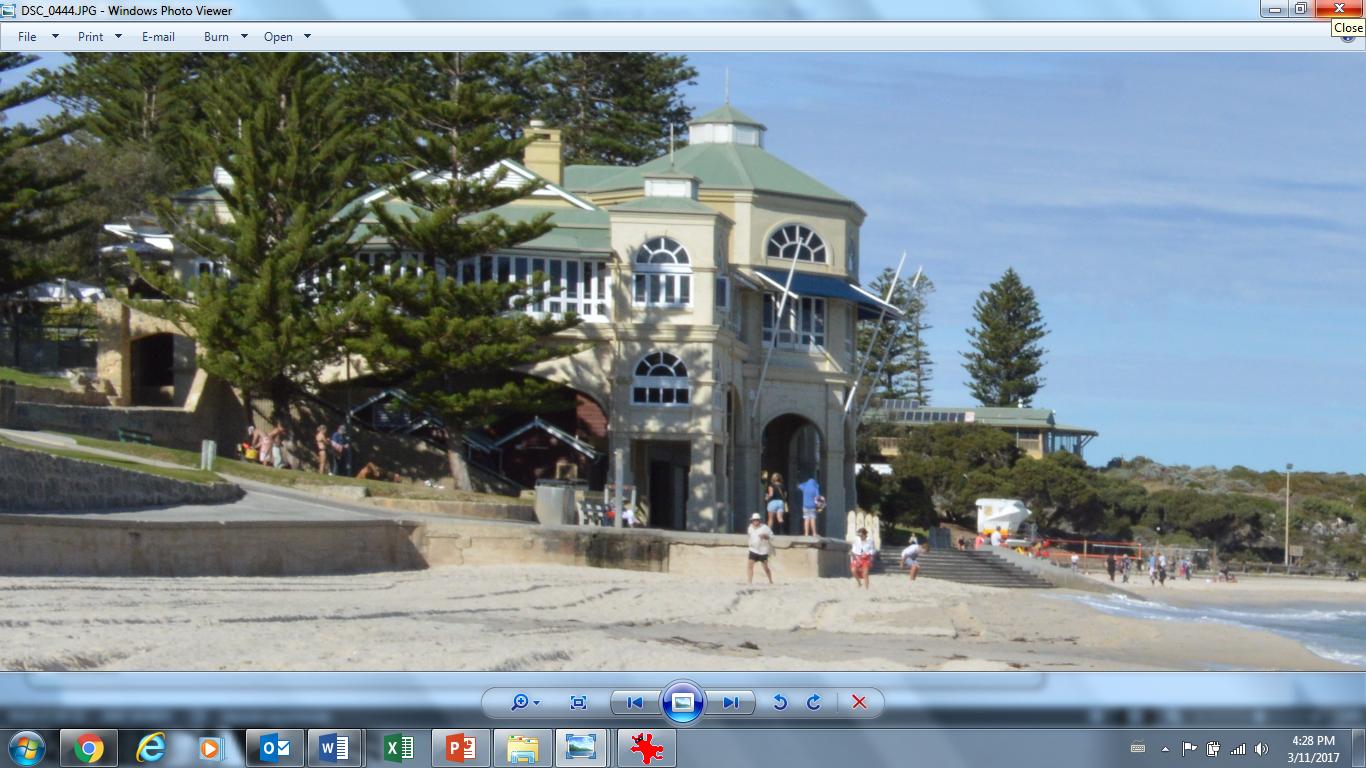 DSC_0444.JPG - Windows Photo Viewer
File Print E-mail Burn Open
Close
4:28 PM
3/11/2017